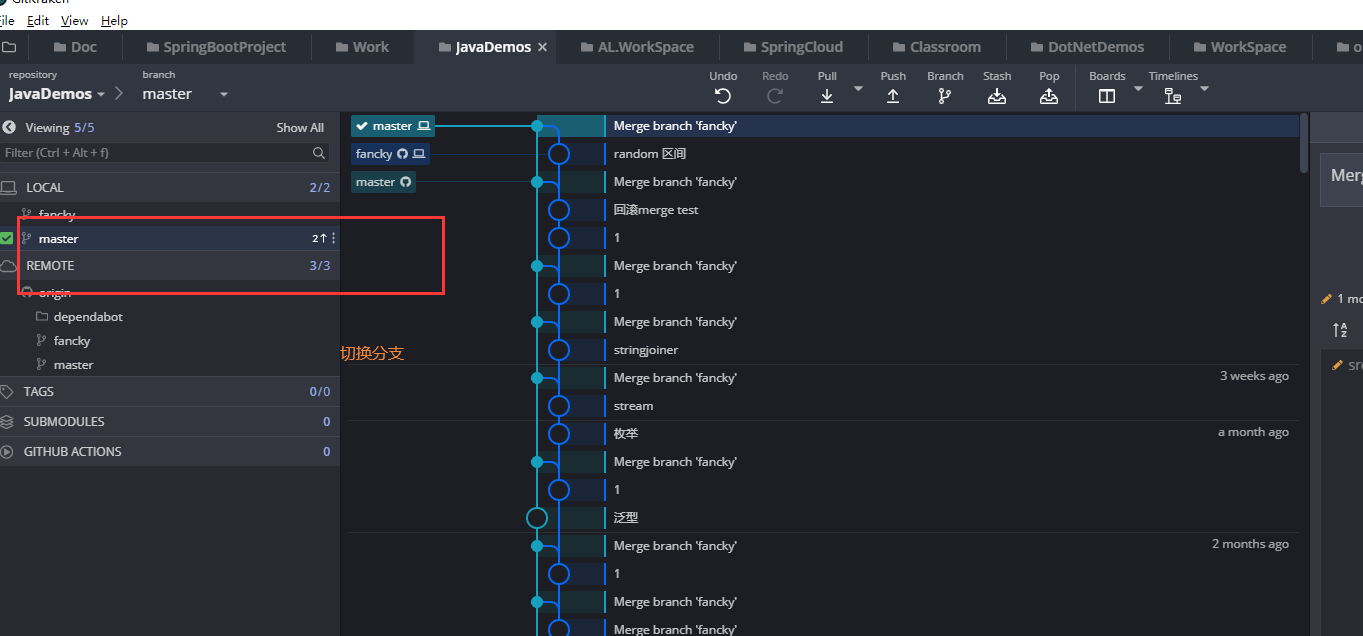 GitKraken
File Edit View Help
Doc SpringBootProject Work JavaDemos AL.WorkSpace SpringCloud Classroom DotNetDemos WorkSpace
repository branch
JavaDemos master
Undo Redo Pull Push Branch Stash Pop Boards Timelines
Viewing 5/5 Show All
Filter (Ctrl + Alt + f)
LOCAL 2/2
fancky
master 2↑
REMOTE 3/3
origin
dependabot
fancky
master
TAGS 0/0
SUBMODULES 0
GITHUB ACTIONS 0
切换分支
master Merge branch 'fancky'
fancky random 区间
master Merge branch 'fancky'
回滚merge test
1
Merge branch 'fancky'
1
Merge branch 'fancky'
stringjoiner
Merge branch 'fancky' 3 weeks ago
stream
枚举 a month ago
Merge branch 'fancky'
1
泛型
Merge branch 'fancky' 2 months ago
1
Merge branch 'fancky'
Merge branch 'fancky'